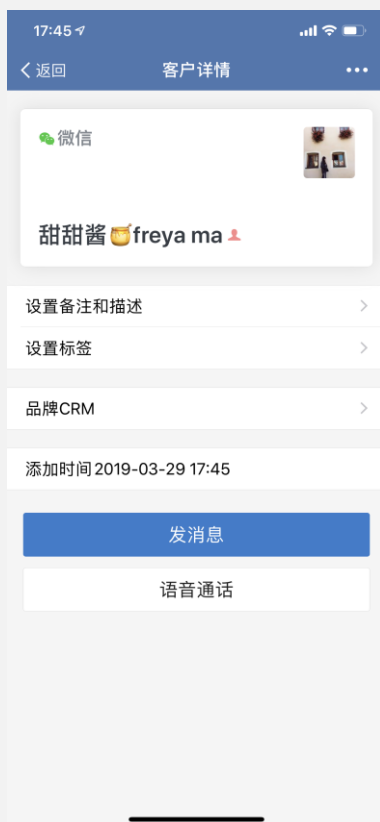 17:45
返回 客户详情
微信
甜甜酱🍯freya ma
设置备注和描述
设置标签
品牌CRM
添加时间 2019-03-29 17:45
发消息
语音通话